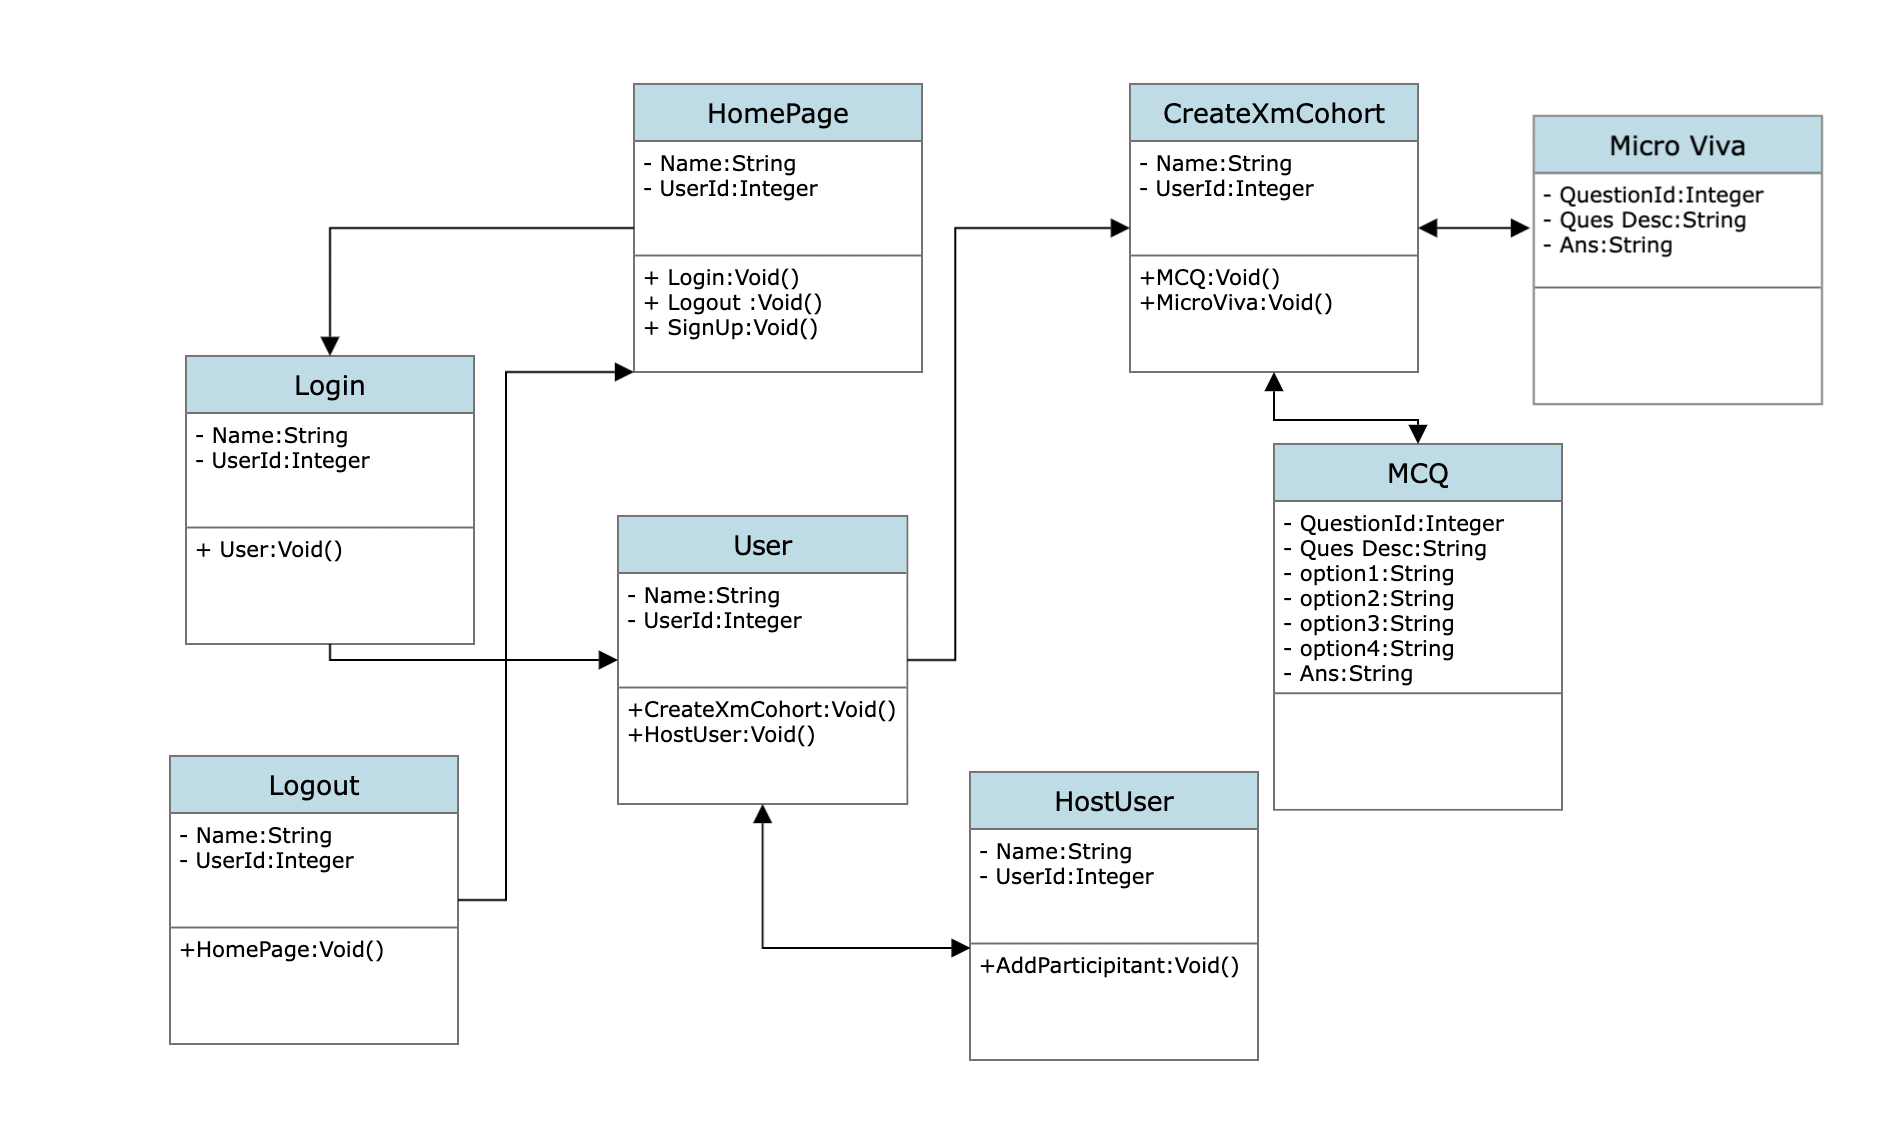 HomePage
- Name:String
- UserId:Integer
+ Login:Void()
+ Logout :Void()
+ SignUp:Void()
CreateXmCohort
- Name:String
- UserId:Integer
+MCQ:Void()
+MicroViva:Void()
Micro Viva
- QuestionId:Integer
- Ques Desc:String
- Ans:String
Login
- Name:String
- UserId:Integer
+ User:Void()
User
- Name:String
- UserId:Integer
+CreateXmCohort:Void()
+HostUser:Void()
MCQ
- QuestionId:Integer
- Ques Desc:String
- option1:String
- option2:String
- option3:String
- option4:String
- Ans:String
Logout
- Name:String
- UserId:Integer
+HomePage:Void()
HostUser
- Name:String
- UserId:Integer
+AddParticipitant:Void()